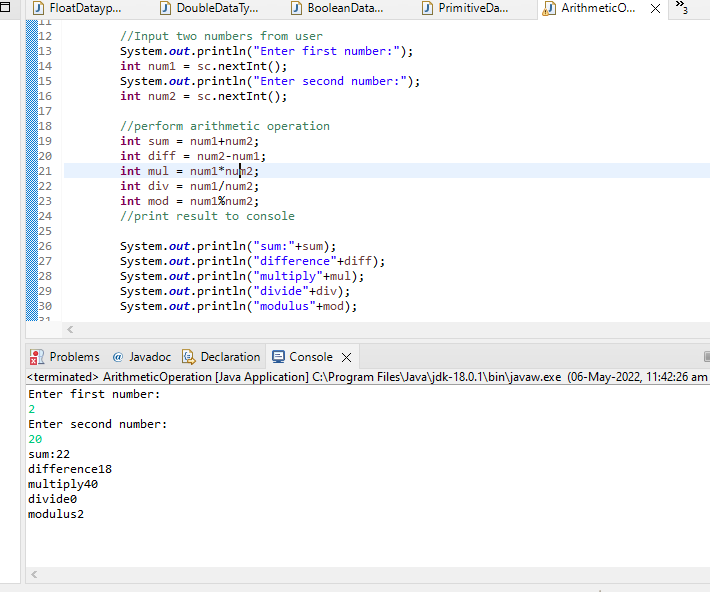 FloatDatayp...
DoubleDataTy...
BooleanData...
PrimitiveDa...
ArithmeticO...
»3
12 //Input two numbers from user
13 System.out.println("Enter first number:");
14 int num1 = sc.nextInt();
15 System.out.println("Enter second number:");
16 int num2 = sc.nextInt();
17
18 //perform arithmetic operation
19 int sum = num1+num2;
20 int diff = num2-num1;
21 int mul = num1*num2;
22 int div = num1/num2;
23 int mod = num1%num2;
24 //print result to console
25
26 System.out.println("sum:"+sum);
27 System.out.println("difference"+diff);
28 System.out.println("multiply"+mul);
29 System.out.println("divide"+div);
30 System.out.println("modulus"+mod);
Problems @ Javadoc Declaration Console
<terminated> ArithmeticOperation [Java Application] C:\Program Files\Java\jdk-18.0.1\bin\javaw.exe (06-May-2022, 11:42:26 am
Enter first number:
2
Enter second number:
20
sum:22
difference18
multiply40
divide0
modulus2